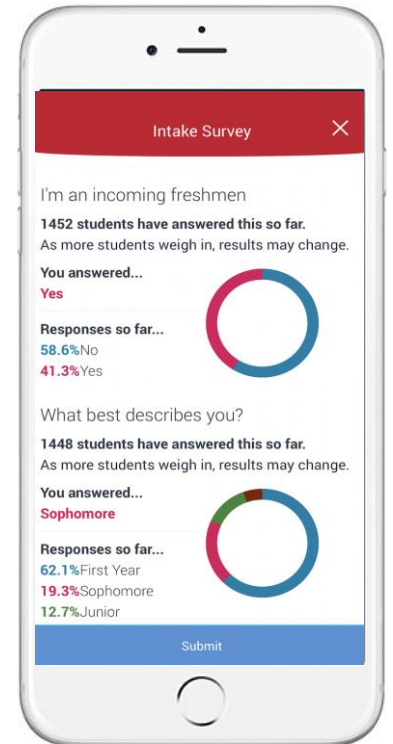 Intake Survey
I'm an incoming freshmen
1452 students have answered this so far.
As more students weigh in, results may change.
You answered...
Yes
Responses so far...
58.6%No
41.3%Yes
What best describes you?
1448 students have answered this so far.
As more students weigh in, results may change.
You answered...
Sophomore
Responses so far...
62.1%First Year
19.3%Sophomore
12.7%Junior
Submit